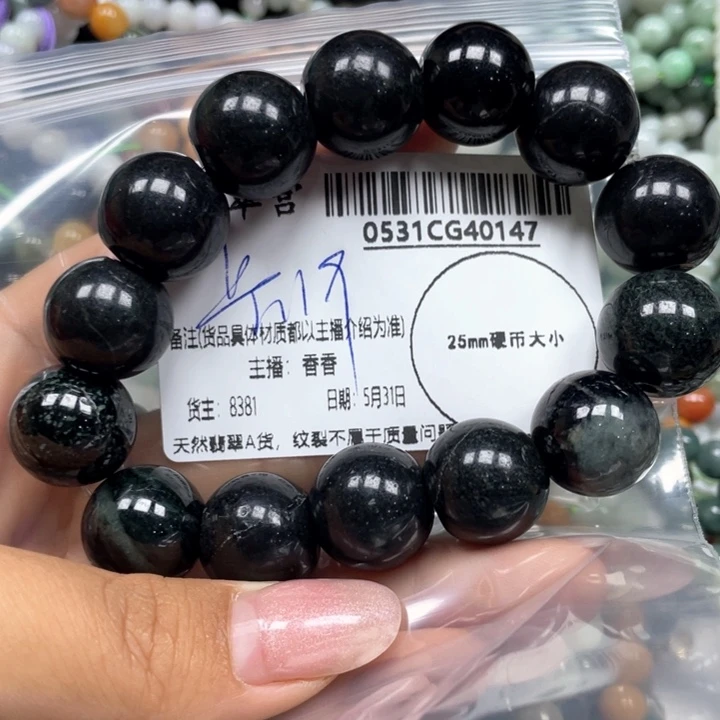 宫
0531CG40147
备注(货品具体材质都以主播介绍为准)
25mm硬币大小
主播：香香
货主：8381 日期：5月31日
天然翡翠A货，纹裂不属于质量问题